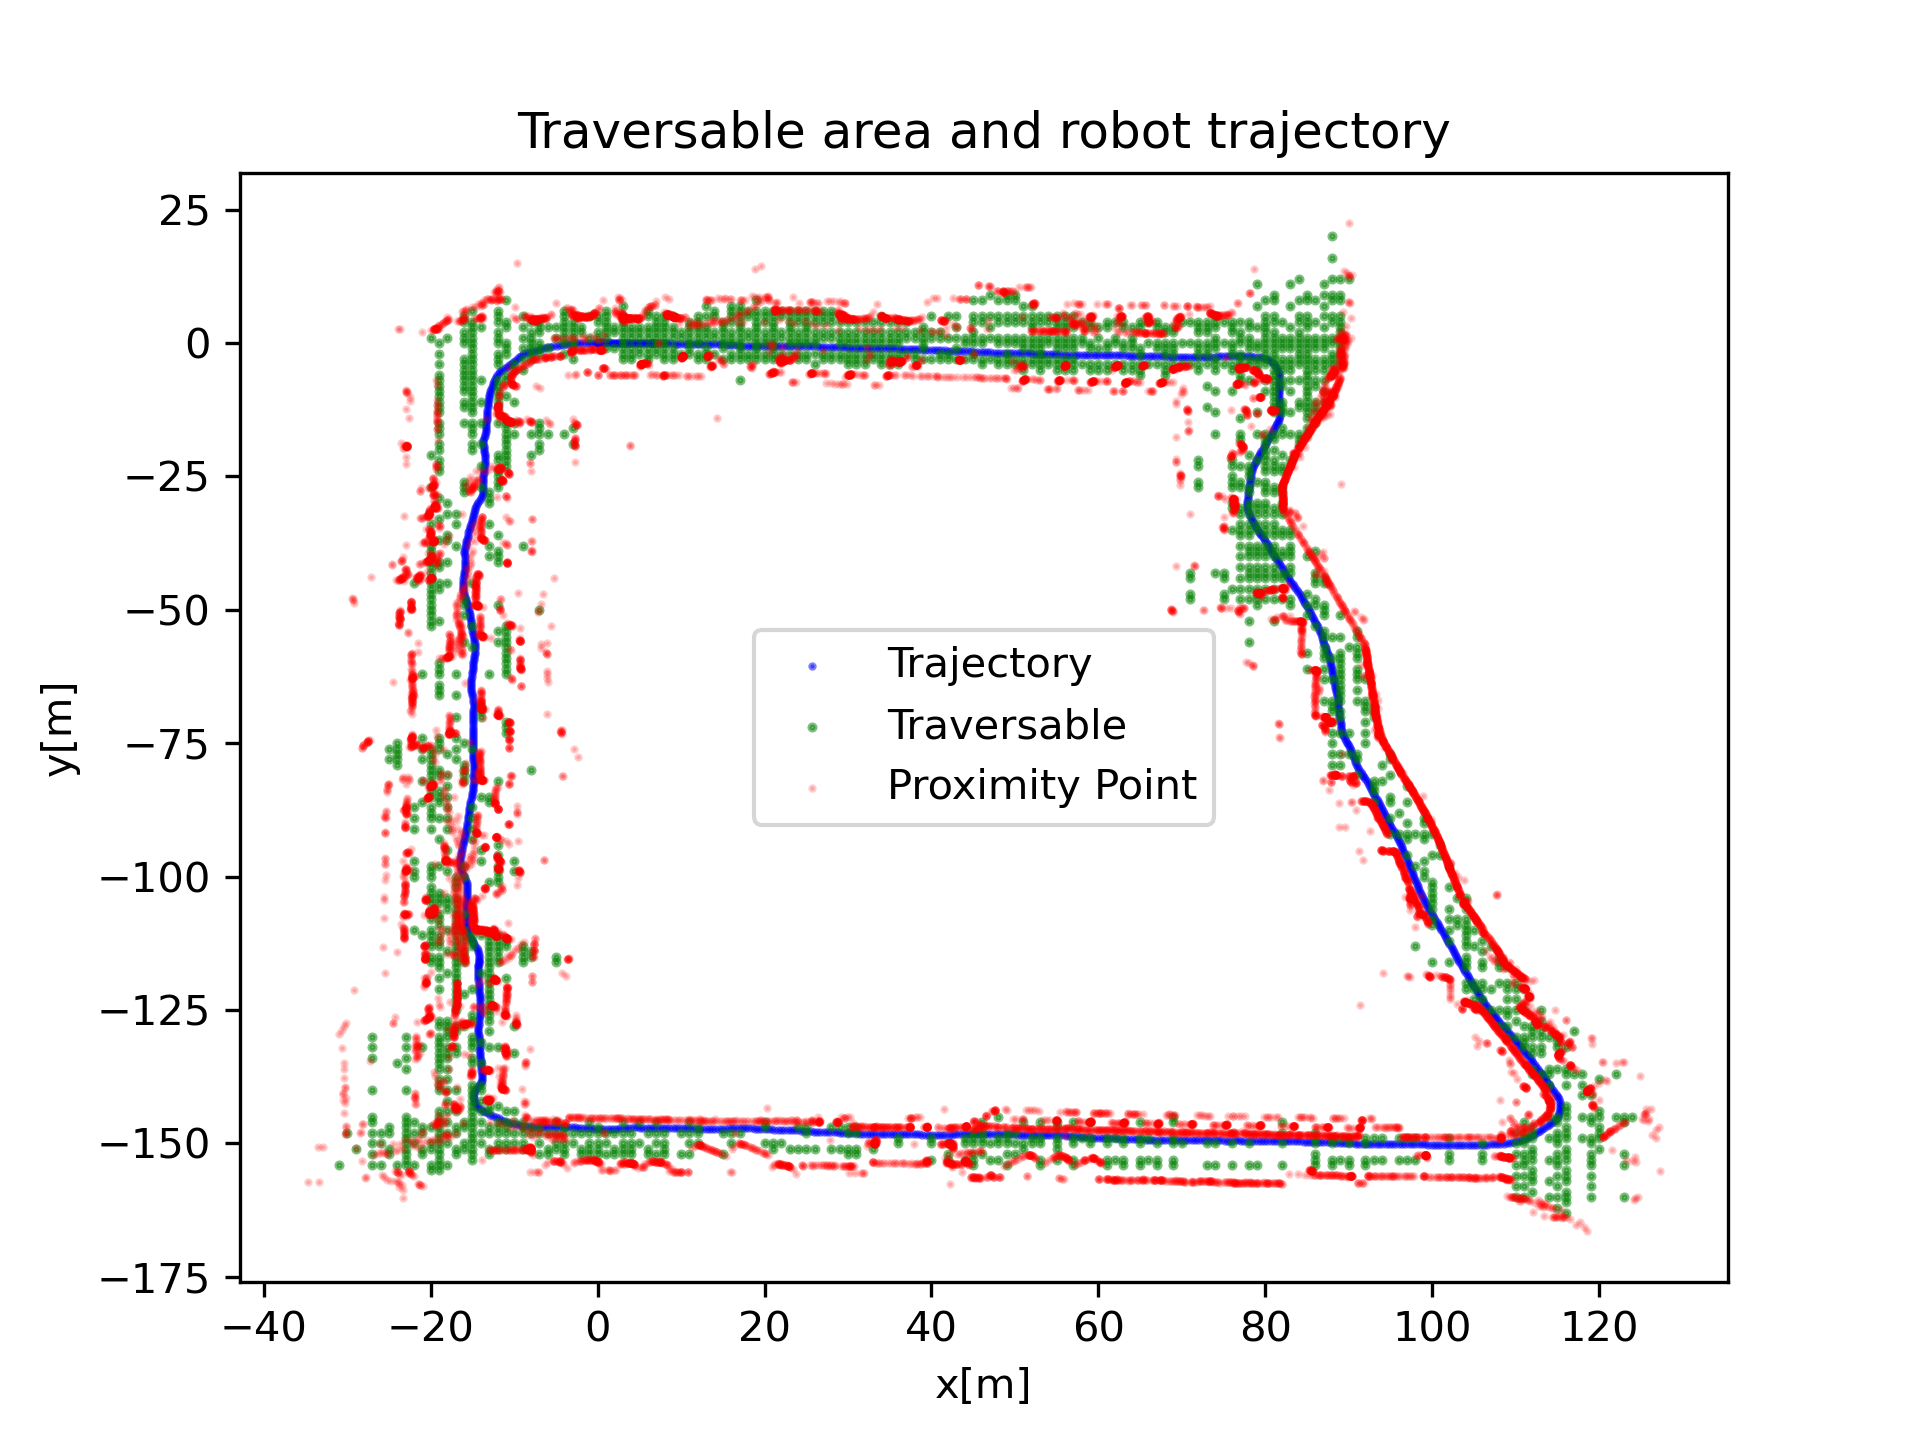 Traversable area and robot trajectory
25
0
−25
−50
−75
−100
−125
−150
−175
y[m]
Trajectory
Traversable
Proximity Point
−40 −20 0 20 40 60 80 100 120
x[m]